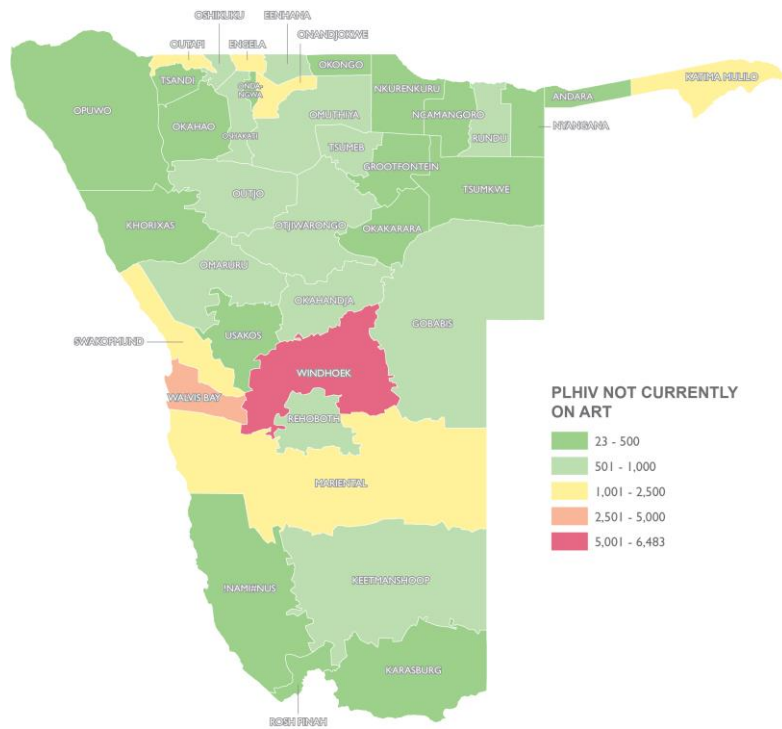 OSHIKUKU
EENHANA
OUTAPI
ENGELA
ONANDJOKWE
OKONGO
TSANDI
ONDA-
NGWA
NKURENKURU
KATIMA MULILO
OPUWO
ANDARA
OKAHAO
OMUTHIYA
NCAMANGORO
OSHAKATI
RUNDU
NYANGANA
TSUMEB
GROOTFONTEIN
TSUMKWE
OUTJO
KHORIXAS
OTJIWARONGO
OKAKARARA
OMARURU
OKAHANDJA
GOBABIS
USAKOS
SWAKOPMUND
WINDHOEK
WALVIS BAY
REHOBOTH
MARIENTAL
!NAMI#NUS
KEETMANSHOOP
KARASBURG
ROSH PINAH
PLHIV NOT CURRENTLY
ON ART
23 - 500
501 - 1,000
1,001 - 2,500
2,501 - 5,000
5,001 - 6,483